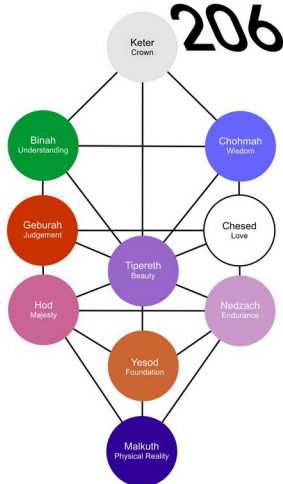 206
Keter
Crown
Binah
Understanding
Chohmah
Wisdom
Geburah
Judgement
Chesed
Love
Tipereth
Beauty
Hod
Majesty
Nedzach
Endurance
Yesod
Foundation
Malkuth
Physical Reality